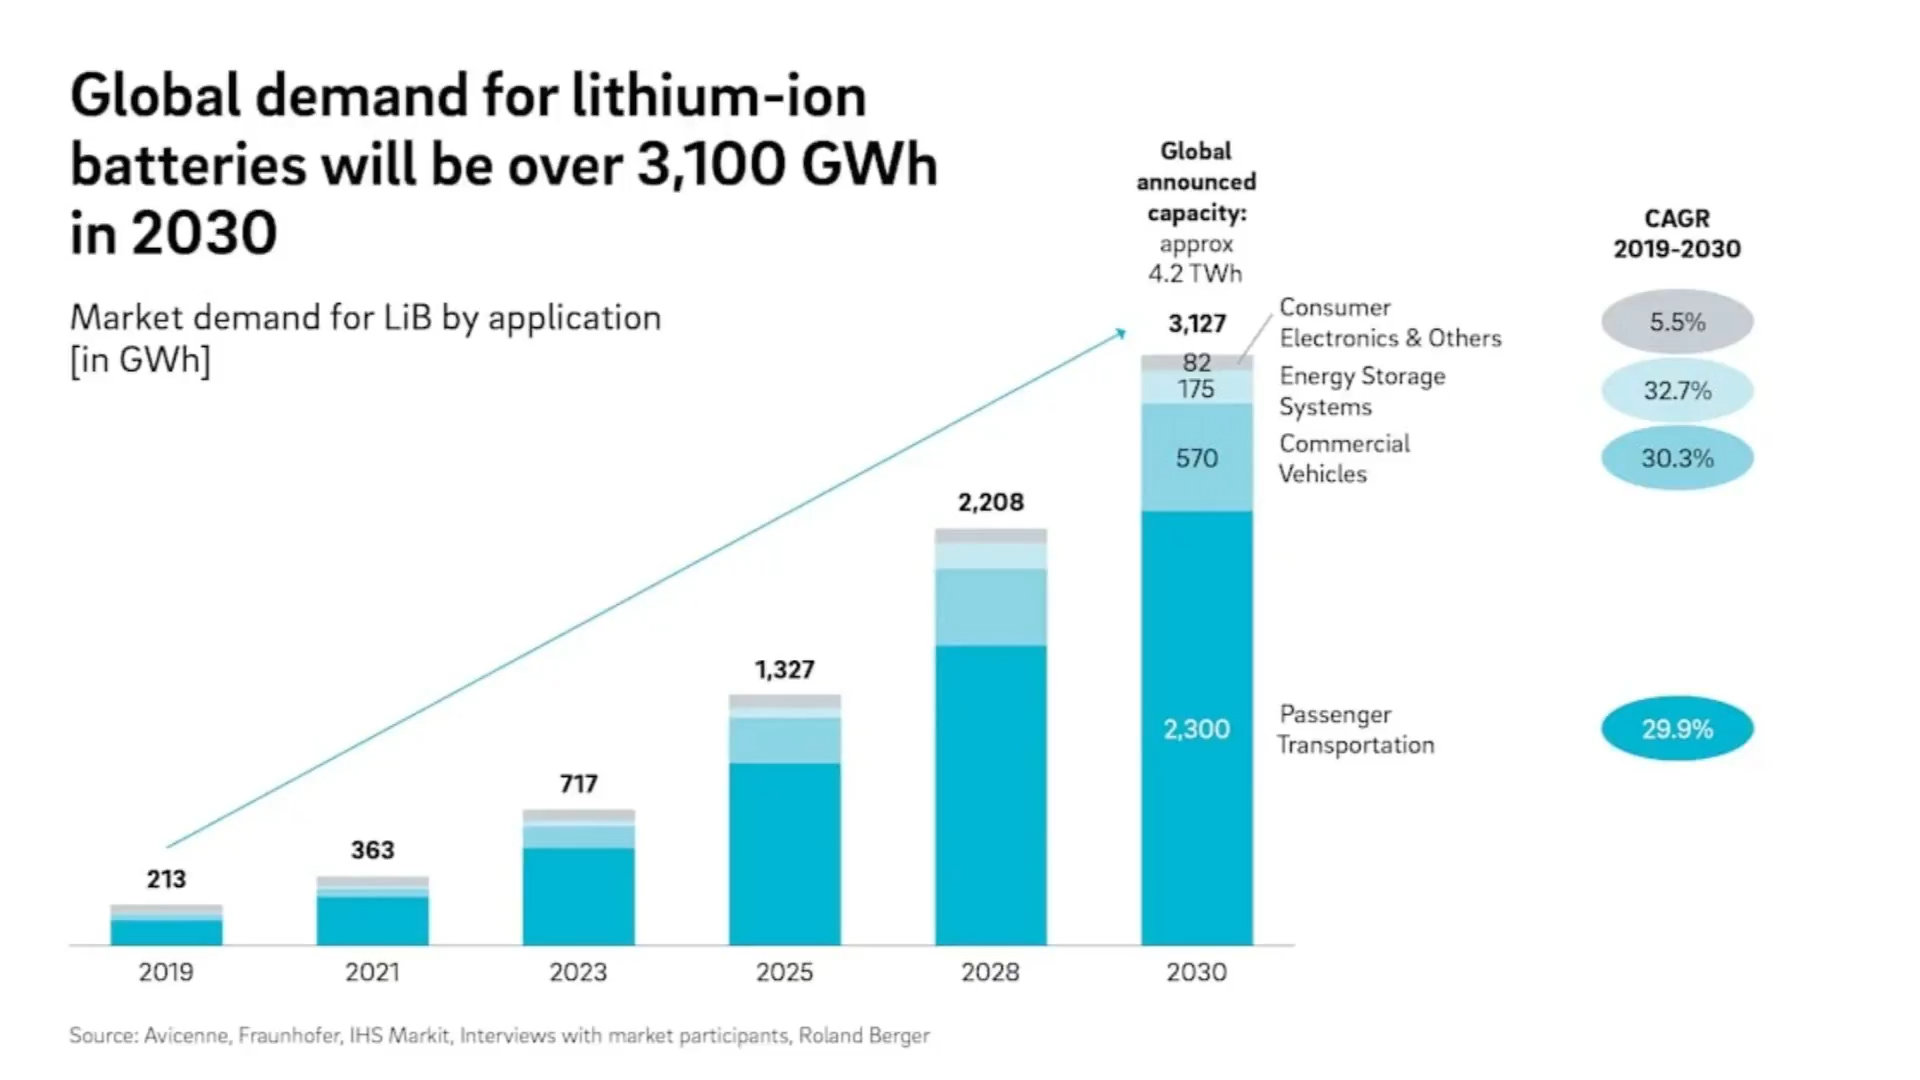 Global demand for lithium-ion
batteries will be over 3,100 GWh
in 2030
Market demand for LiB by application
[in GWh]
Global
announced
capacity:
approx
4.2 TWh
CAGR
2019-2030
3,127
82
175
570
2,300
Consumer
Electronics & Others
Energy Storage
Systems
Commercial
Vehicles
Passenger
Transportation
5.5%
32.7%
30.3%
29.9%
2,208
1,327
717
363
213
2019
2021
2023
2025
2028
2030
Source: Avicenne, Fraunhofer, IHS Markit, Interviews with market participants, Roland Berger